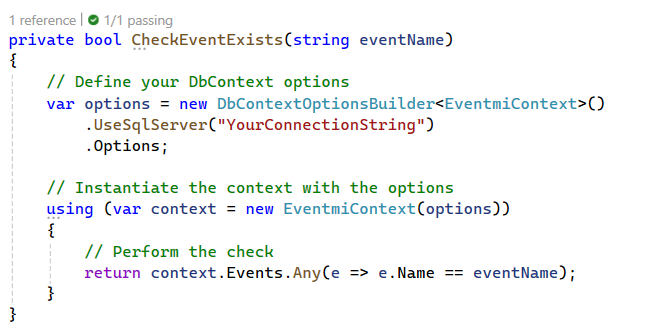 1 reference | 1/1 passing
private bool CheckEventExists(string eventName)
{
    // Define your DbContext options
    var options = new DbContextOptionsBuilder<EventmiContext>()
        .UseSqlServer("YourConnectionString")
        .Options;
    // Instantiate the context with the options
    using (var context = new EventmiContext(options))
    {
        // Perform the check
        return context.Events.Any(e => e.Name == eventName);
    }
}